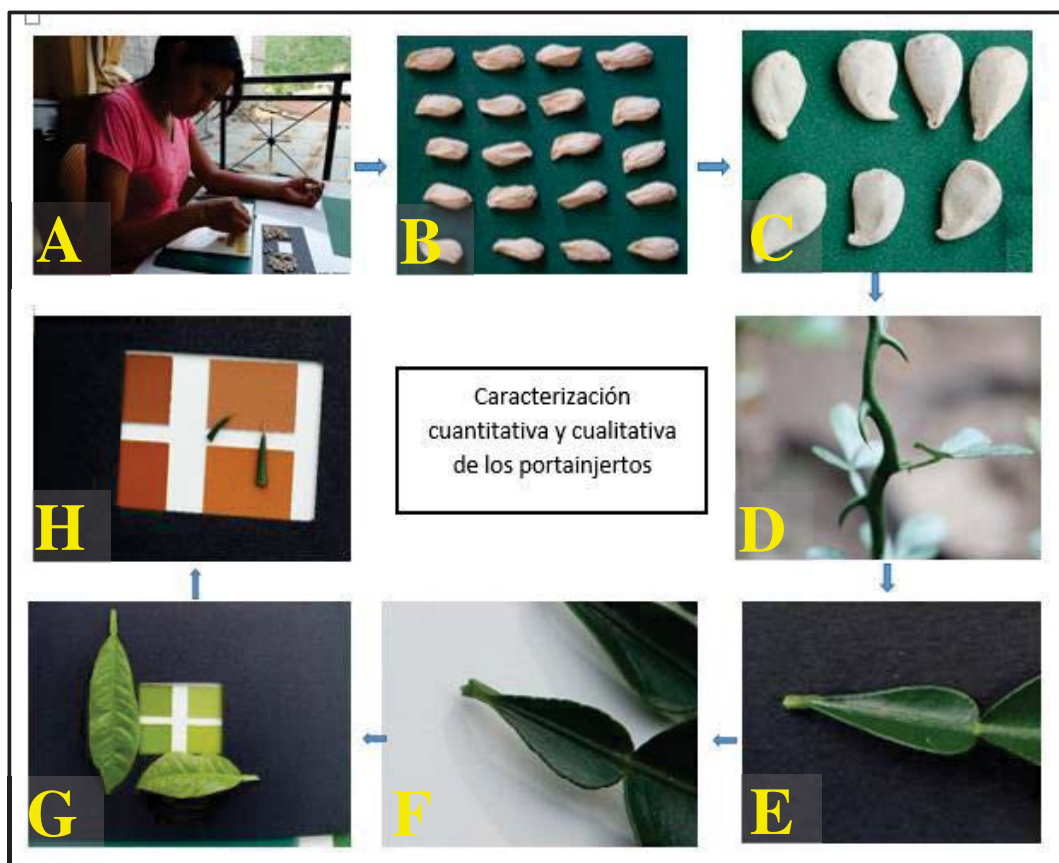 A
B
C
Caracterización
cuantitativa y cualitativa
de los portainjertos
H
D
G
F
E